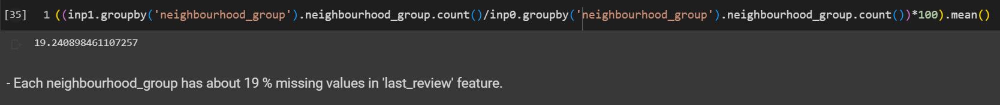 [35] 1 ((inp1.groupby('neighbourhood_group').neighbourhood_group.count()/inp0.groupby('neighbourhood_group').neighbourhood_group.count())*100).mean()
19.240898461107257
- Each neighbourhood_group has about 19 % missing values in 'last_review' feature.